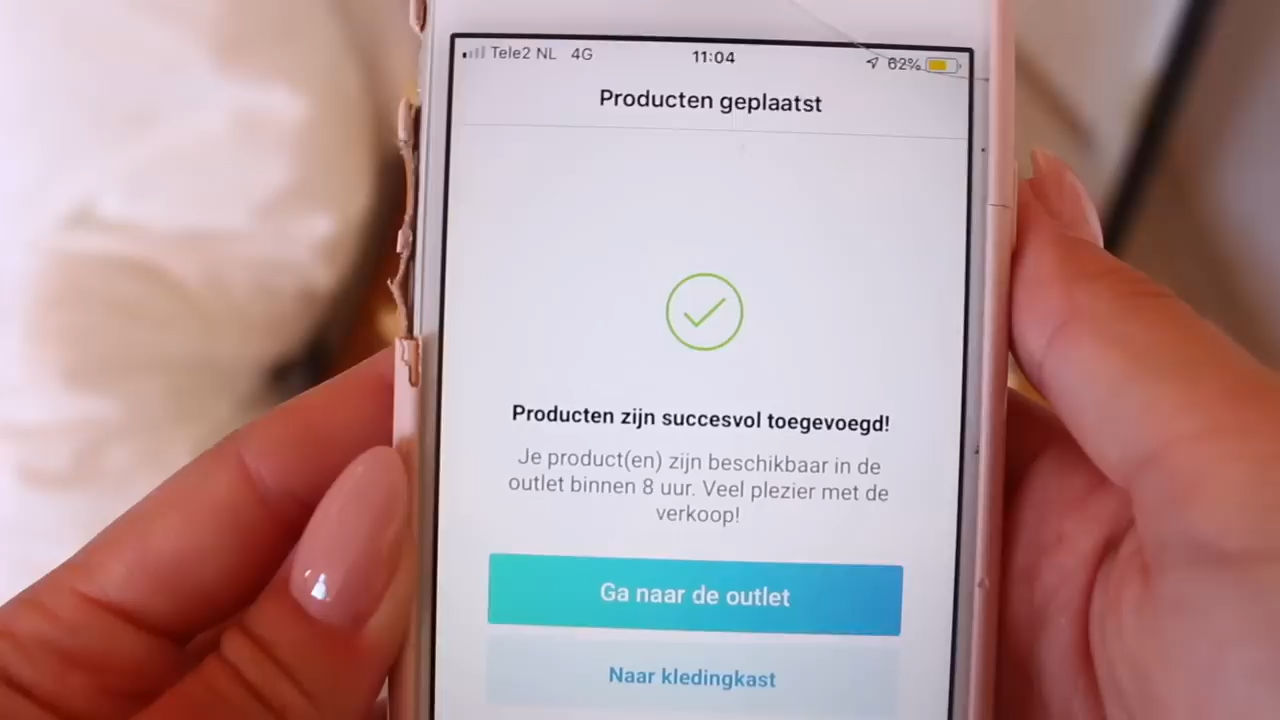 Tele2 NL 4G 11:04 62%
Producten geplaatst
Producten zijn succesvol toegevoegd!
Je product(en) zijn beschikbaar in de
outlet binnen 8 uur. Veel plezier met de
verkoop!
Ga naar de outlet
Naar kledingkast